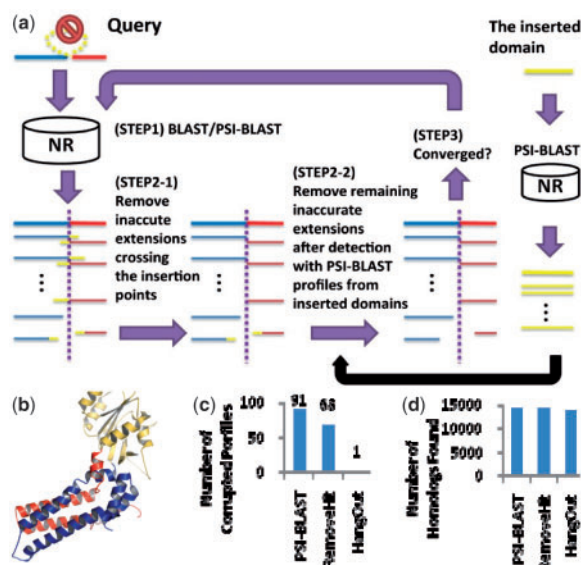 (a)
Query
The inserted
domain
NR
(STEP1) BLAST/PSI-BLAST
(STEP3)
Converged?
PSI-BLAST
NR
(STEP2-1)
Remove
inaccute
extensions
crossing
the insertion
points
(STEP2-2)
Remove remaining
inaccurate
extensions
after detection
with PSI-BLAST
profiles from
inserted domains
(b)
(c)
Number of
Corrupted Porfiles
100
50
0
91
68
1
PSI-BLAST
RemoveHit
HangOut
(d)
Number of
Homologs Found
15000
10000
5000
0
PSI-BLAST
RemoveHit
HangOut